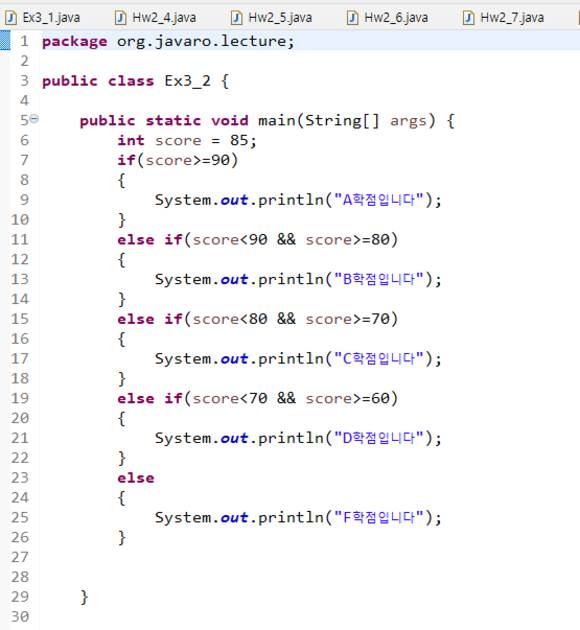 Ex3_1.java Hw2_4.java Hw2_5.java Hw2_6.java Hw2_7.java
1 package org.javaro.lecture;
2
3 public class Ex3_2 {
4
5     public static void main(String[] args) {
6         int score = 85;
7         if(score>=90)
8         {
9             System.out.println("A학점입니다");
10         }
11         else if(score<90 && score>=80)
12         {
13             System.out.println("B학점입니다");
14         }
15         else if(score<80 && score>=70)
16         {
17             System.out.println("C학점입니다");
18         }
19         else if(score<70 && score>=60)
20         {
21             System.out.println("D학점입니다");
22         }
23         else
24         {
25             System.out.println("F학점입니다");
26         }
27
28
29     }
30